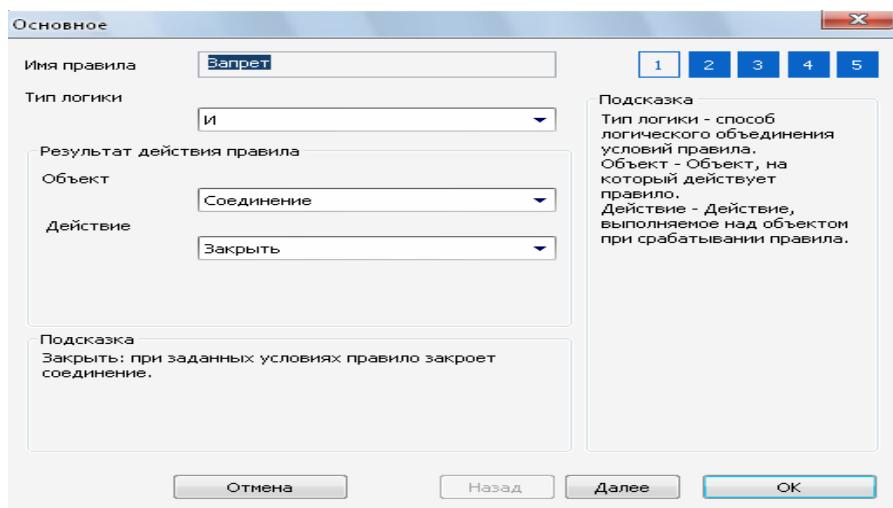 Основное
Имя правила
Запрет
1 2 3 4 5
Тип логики
И
Результат действия правила
Объект
Соединение
Действие
Закрыть
Подсказка
Закрыть: при заданных условиях правило закроет
соединение.
Подсказка
Тип логики - способ
логического объединения
условий правила.
Объект - Объект, на
который действует
правило.
Действие - Действие,
выполняемое над объектом
при срабатывании правила.
Отмена
Назад
Далее
OK